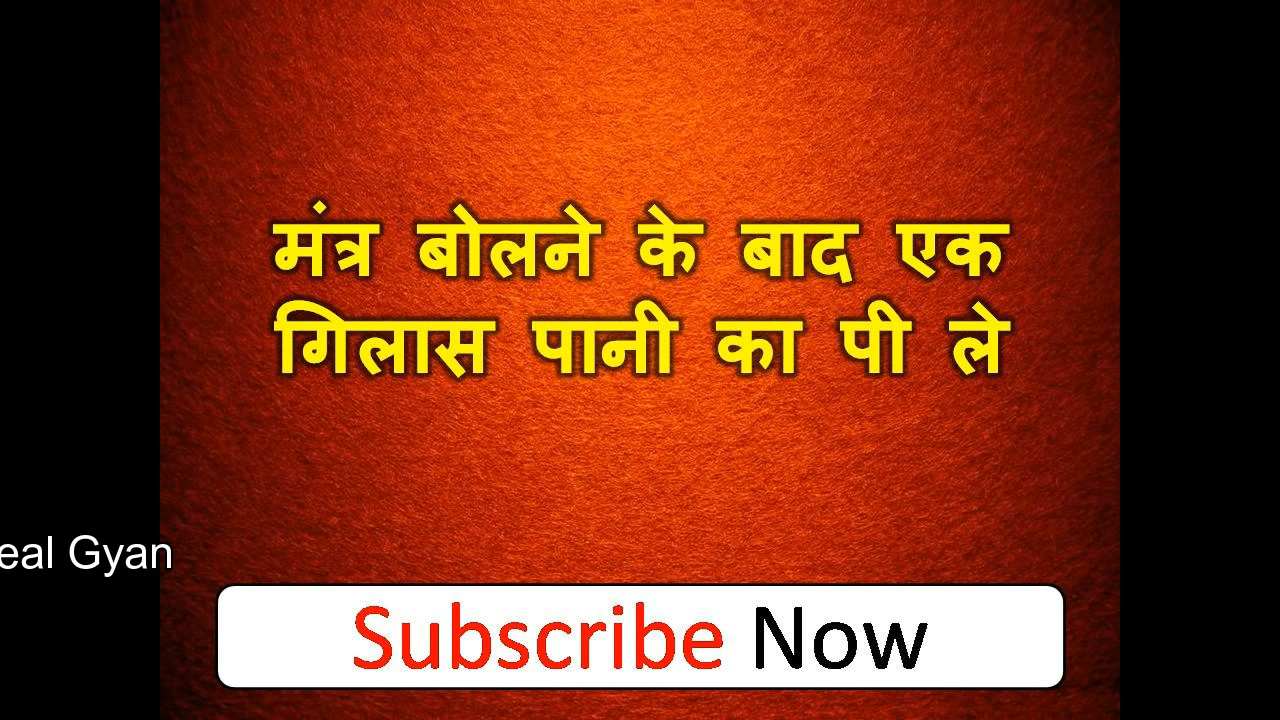 मंत्र बोलने के बाद एक
गिलास पानी का पी ले
eal Gyan
Subscribe Now